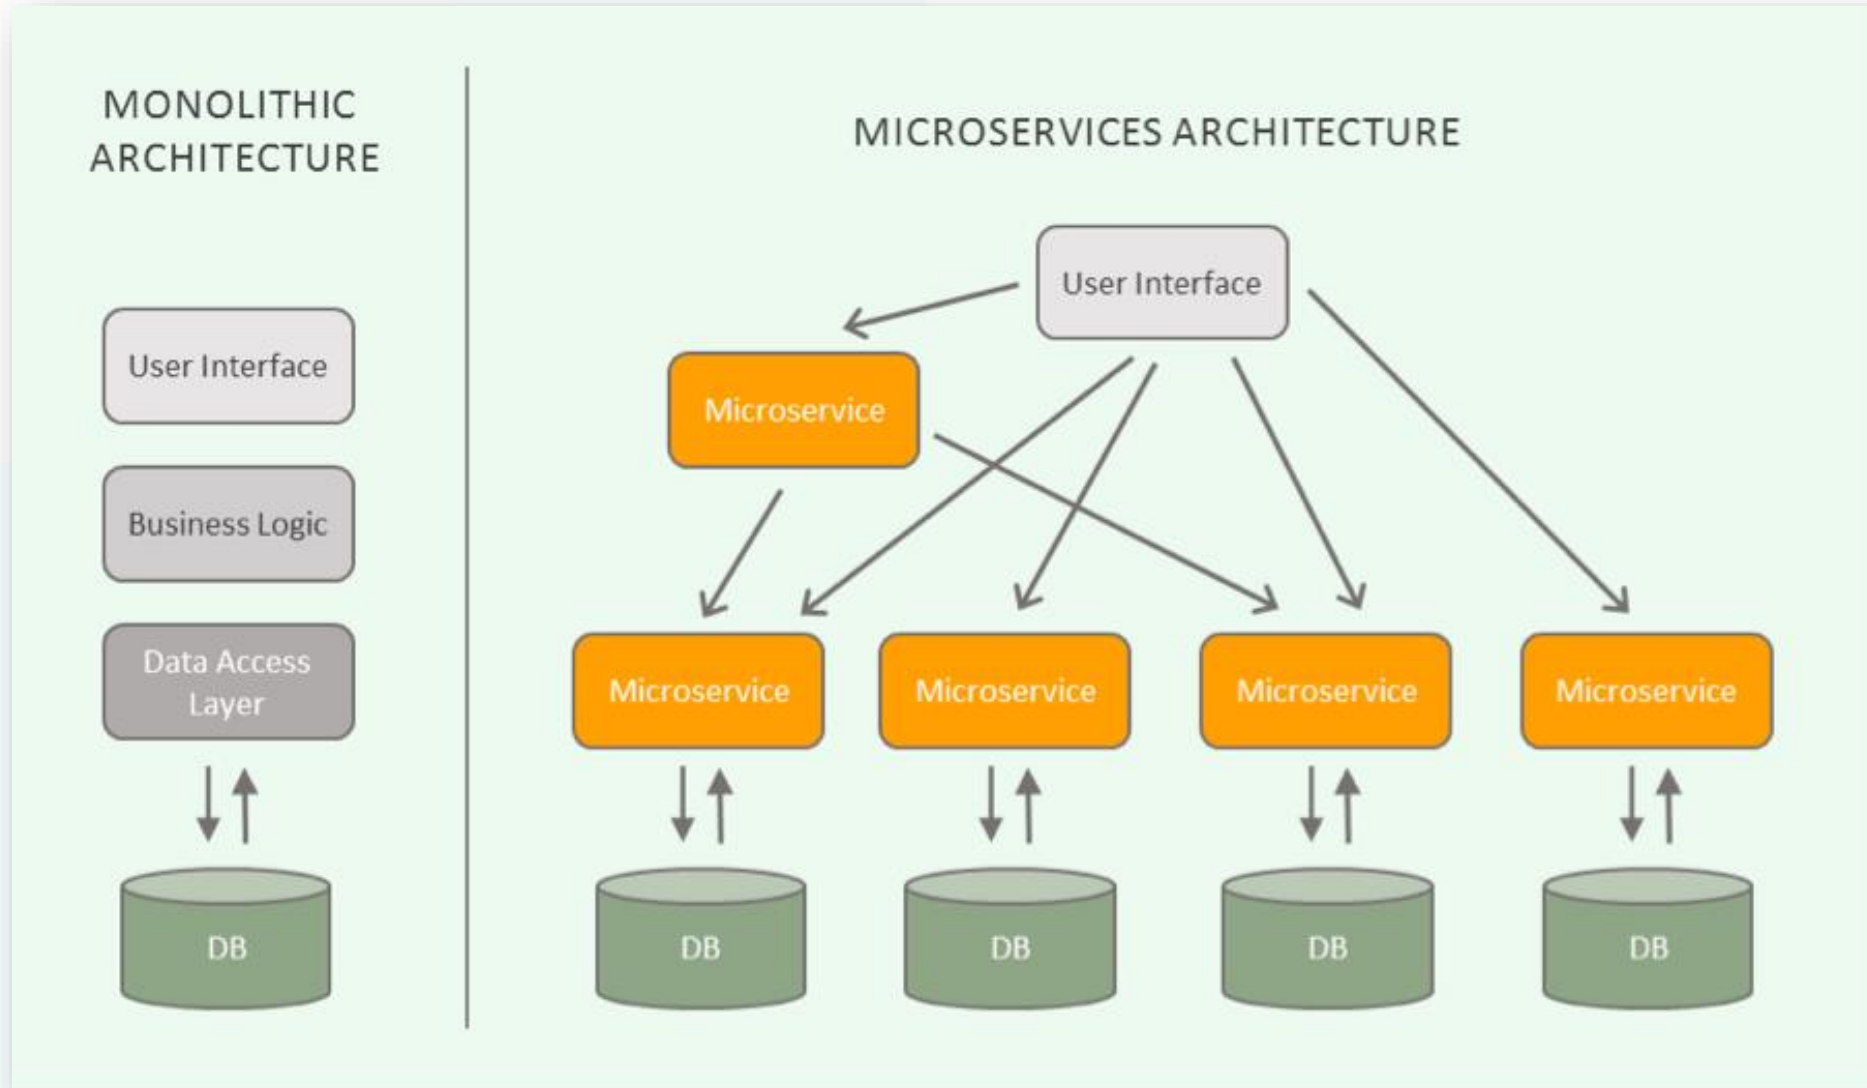 MONOLITHIC
ARCHITECTURE
User Interface
Business Logic
Data Access
Layer
DB
MICROSERVICES ARCHITECTURE
User Interface
Microservice
Microservice
Microservice
Microservice
Microservice
DB
DB
DB
DB